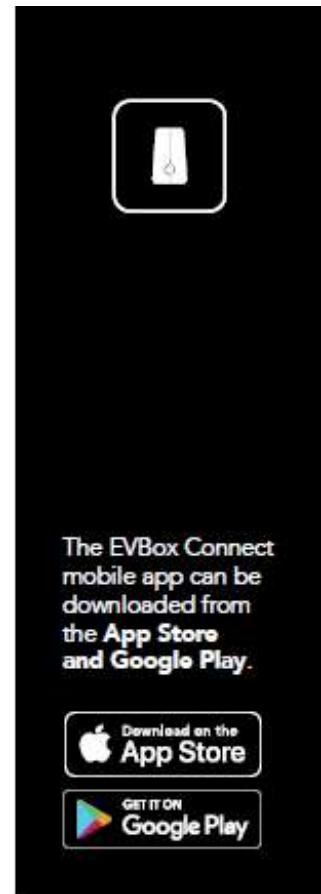 The EVBox Connect
mobile app can be
downloaded from
the App Store
and Google Play.
Download on the
App Store
GET IT ON
Google Play